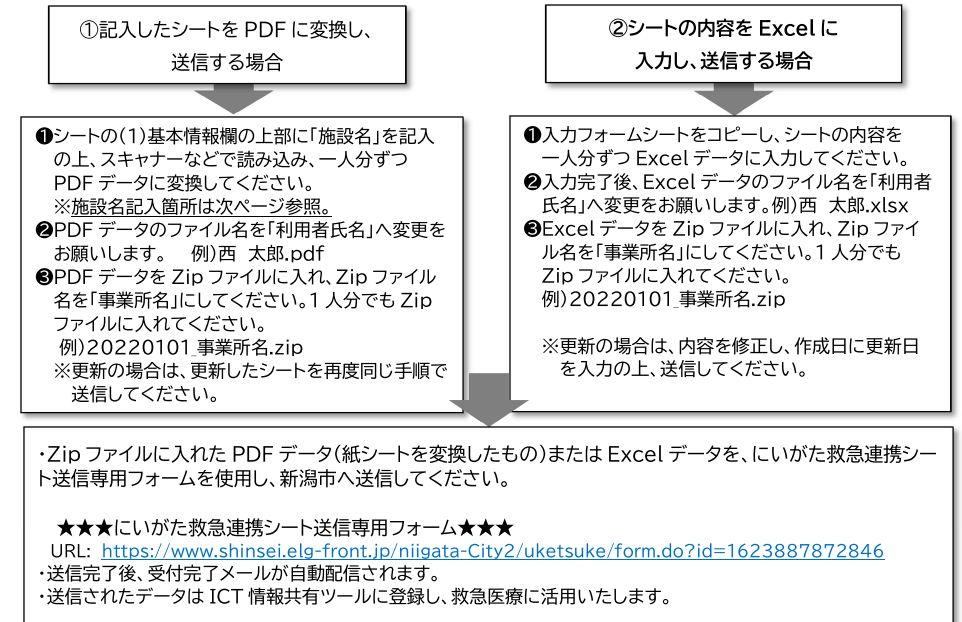 ①記入したシートを PDF に変換し、
送信する場合
❶シートの(1)基本情報欄の上部に「施設名」を記入
の上、スキャナーなどで読み込み、一人分ずつ
PDF データに変換してください。
※施設名記入箇所は次ページ参照。
❷PDF データのファイル名を「利用者氏名」へ変更を
お願いします。　例)西　太郎.pdf
❸PDF データを Zip ファイルに入れ、Zip ファイル
名を「事業所名」にしてください。1 人分でも Zip
ファイルに入れてください。
例)20220101_事業所名.zip
※更新の場合は、更新したシートを再度同じ手順で
送信してください。
②シートの内容を Excel に
入力し、送信する場合
❶入力フォームシートをコピーし、シートの内容を
一人分ずつ Excel データに入力してください。
❷入力完了後、Excel データのファイル名を「利用者
氏名」へ変更をお願いします。例)西　太郎.xlsx
❸Excel データを Zip ファイルに入れ、Zip ファイ
ル名を「事業所名」にしてください。1 人分でも
Zip ファイルに入れてください。
例)20220101_事業所名.zip
※更新の場合は、内容を修正し、作成日に更新日
を入力の上、送信してください。
・Zip ファイルに入れた PDF データ(紙シートを変換したもの)または Excel データを、にいがた救急連携シー
ト送信専用フォームを使用し、新潟市へ送信してください。
★★★にいがた救急連携シート送信専用フォーム★★★
URL: https://www.shinsei.elg-front.jp/niigata-City2/uketsuke/form.do?id=1623887872846
・送信完了後、受付完了メールが自動配信されます。
・送信されたデータは ICT 情報共有ツールに登録し、救急医療に活用いたします。